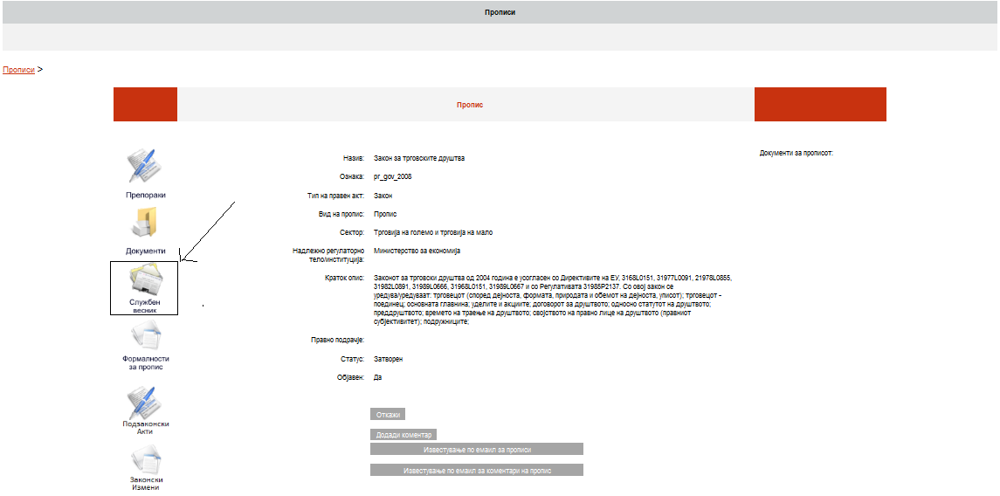 Прописи
Прописи >
Пропис
Препораки
Документи
Службен
весник
Формалности
за пропис
Подзаконски
Акти
Законски
Измени
Назив: Закон за трговските друштва
Ознака: pr_gov_2008
Тип на правен акт: Закон
Вид на пропис: Пропис
Сектор: Трговија на големо и трговија на мало
Надлежно регулаторно Министерство за економија
тело/институција:
Краток опис: Законот за трговски друштва од 2004 година е усогласен со Директивите на ЕУ, 3168L0151, 31977L0091, 21978L0855,
31982L0891, 31989L0666, 31968L0151, 31989L0667 и со Регулативата 31985P2137. Со овој закон се
уредува/уредуваат: трговецот (според дејноста, формата, природата и обемот на дејноста, уписот); трговецот -
поединец; основната главнина; уделите и акциите; договорот за друштвото; односно статутот на друштвото;
преддруштвото; времето на траење на друштвото; својството на правно лице на друштвото (правниот
субјективитет); подружниците;
Правно подрачје:
Статус: Затворен
Објавен: Да
Откажи
Додади коментар
Известување по емаил за прописи
Известување по емаил за коментари на пропис
Документи за прописот: